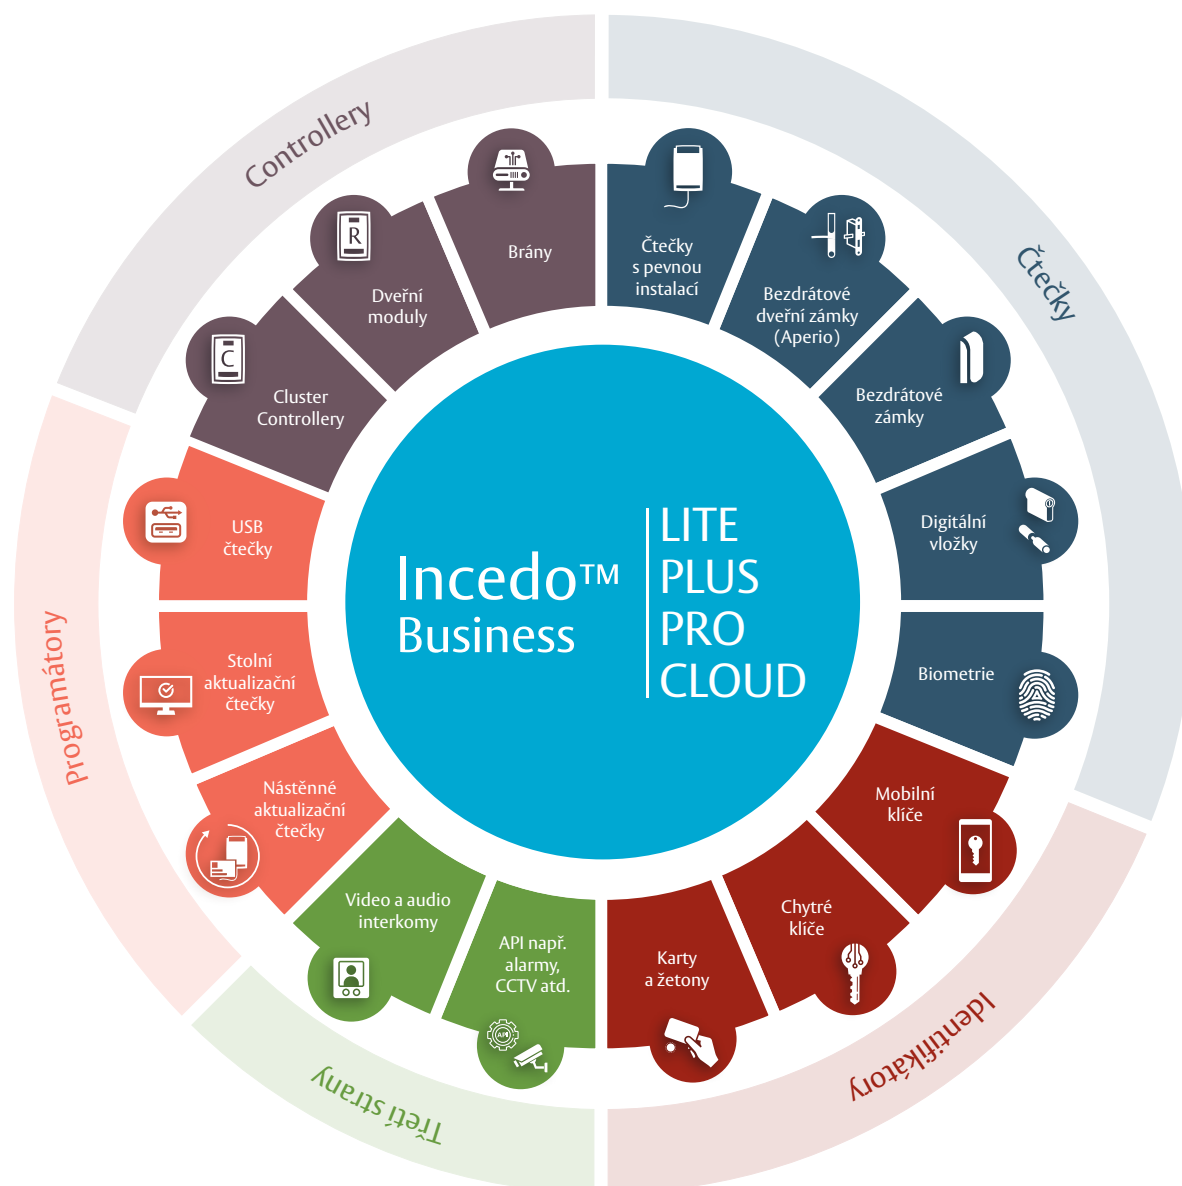 Controllery
Čtečky
Identifikátory
Třetí strany
Programátory
Brány
Dveřní
moduly
R
Cluster
Controllery
C
USB
čtečky
Stolní
aktualizační
čtečky
Nástěnné
aktualizační
čtečky
Video a audio
interkomy
API např.
alarmy,
CCTV atd.
API
Karty
a žetony
Chytré
klíče
Mobilní
klíče
Biometrie
Digitální
vložky
Bezdrátové
zámky
Bezdrátové
dveřní zámky
(Aperio)
Čtečky
s pevnou
instalací
Incedo™
Business
LITE
PLUS
PRO
CLOUD